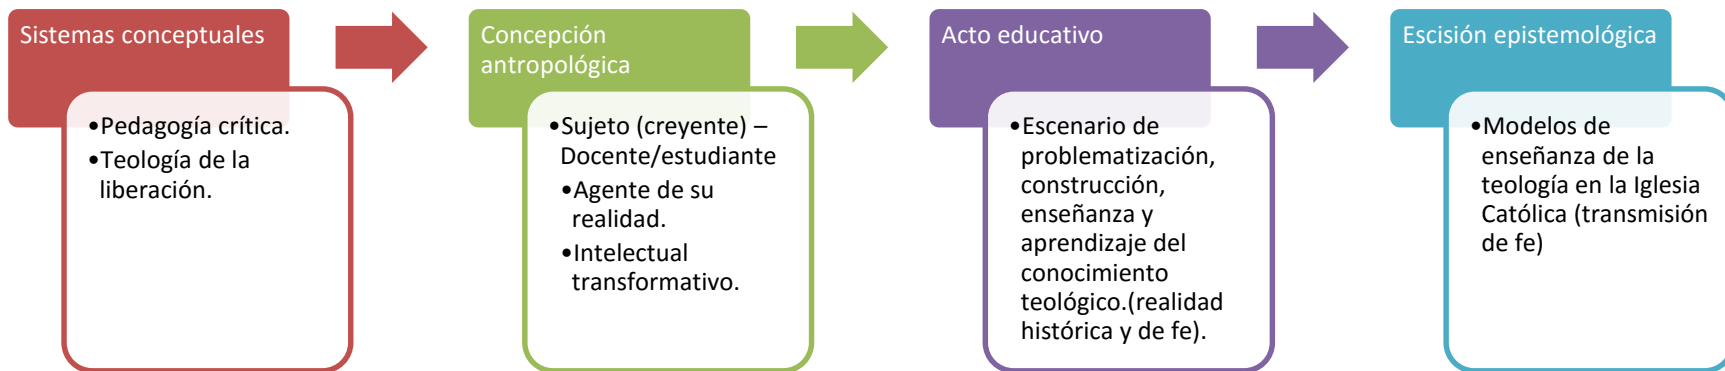 Sistemas conceptuales
•Pedagogía crítica.
•Teología de la
liberación.
Concepción
antropológica
•Sujeto (creyente) –
Docente/estudiante
•Agente de su
realidad.
•Intelectual
transformativo.
Acto educativo
•Escenario de
problematización,
construcción,
enseñanza y
aprendizaje del
conocimiento
teológico.(realidad
histórica y de fe).
Escisión epistemológica
•Modelos de
enseñanza de la
teología en la Iglesia
Católica (transmisión
de fe)